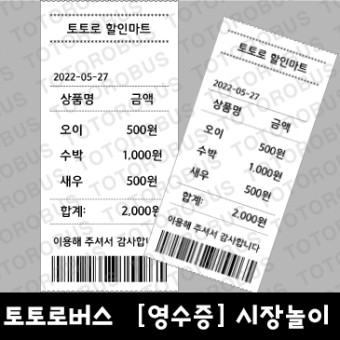 토토로 할인마트
2022-05-27
상품명 금액
오이 500원
수박 1,000원
새우 500원
합계: 2,000원
이용해 주셔서 감사합니다
토토로 할인마트
2022-05-27
상품명 금액
오이 500원
수박 1,000원
새우 500원
합계: 2,000원
이용해 주셔서 감사합니다
TOTOROBUS
토토로버스 [영수증] 시장놀이